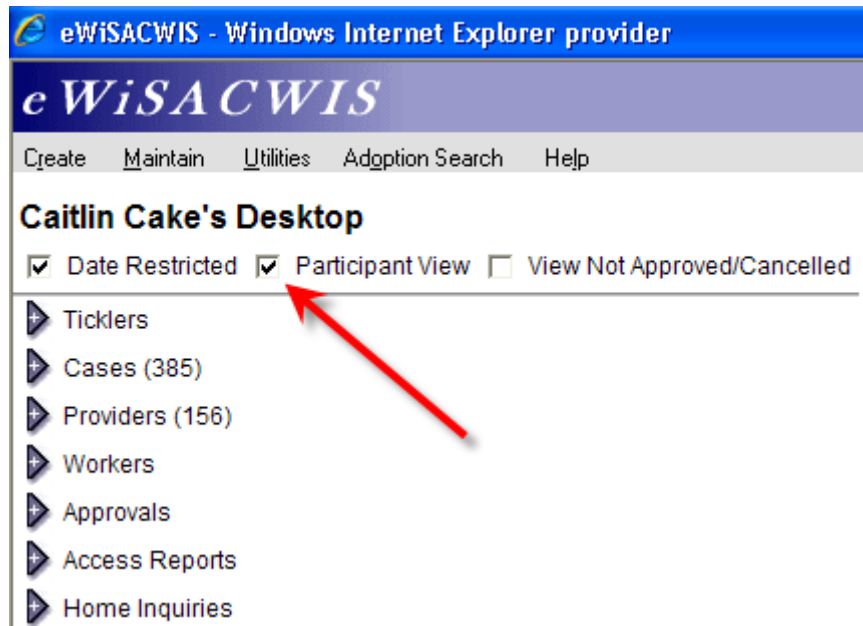 eWiSACWIS - Windows Internet Explorer provider
e WiSACWIS
Create Maintain Utilities Adoption Search Help
Caitlin Cake's Desktop
Date Restricted Participant View View Not Approved/Cancelled
Ticklers
Cases (385)
Providers (156)
Workers
Approvals
Access Reports
Home Inquiries